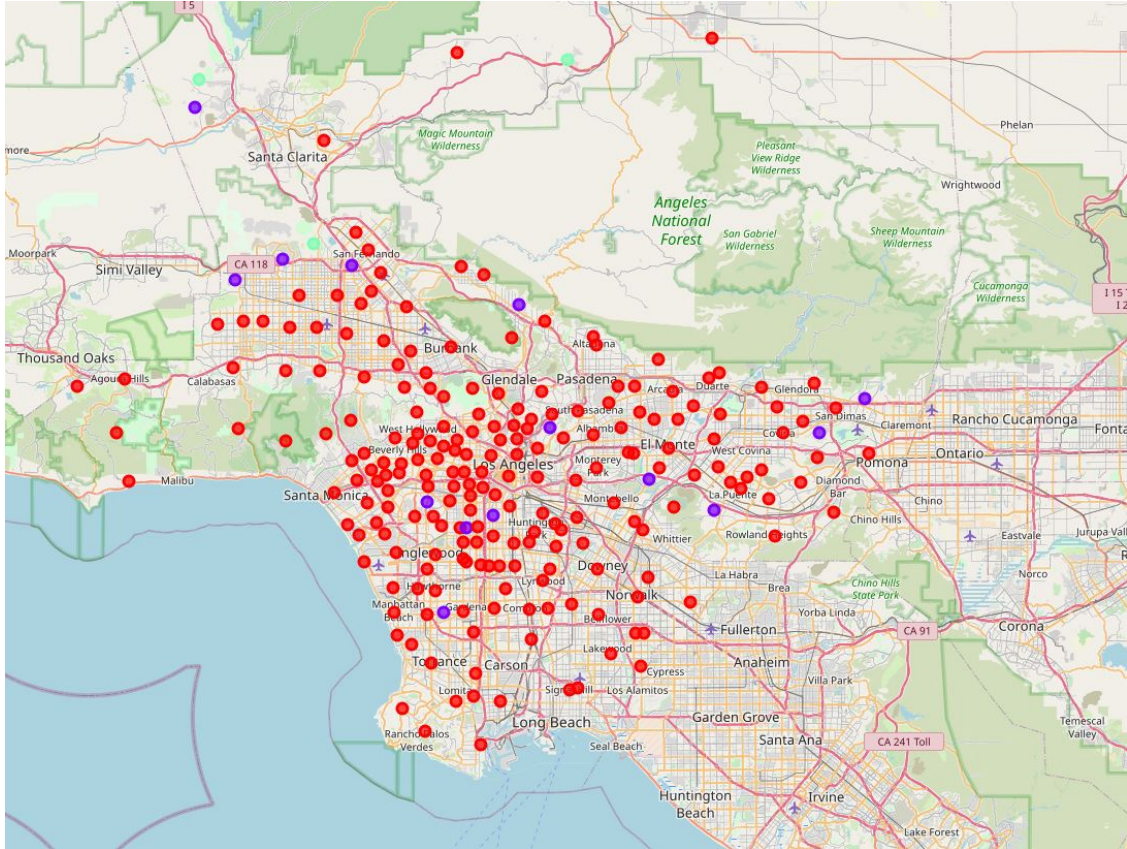 I 5
Phelan
Magic Mountain
Wilderness
Pleasant
View Ridge
Wilderness
more
Santa Clarita
Wrightwood
Angeles
National
Forest
San Gabriel
Wilderness
Sheep Mountain
Wilderness
Moorpark
San Fernando
Simi Valley
CA 118
Cucamonga
Wilderness
I 15
I 2
Thousand Oaks
Burbank
Altadena
Agoura Hills
Calabasas
Glendale
Pasadena
Arcadia
Duarte
Glendora
South Pasadena
San Dimas
Claremont
Rancho Cucamonga
West Hollywood
Alhambra
Covina
Fonta
Beverly Hills
El Monte
West Covina
Ontario
Los Angeles
Monterey
Park
Pomona
Malibu
Santa Monica
Montebello
La Puente
Diamond
Bar
Chino
Huntington
Park
Chino Hills
Eastvale
Jurupa Valley
Whittier
Rowland Heights
Inglewood
Downey
La Habra
Norco
Hawthorne
Lynwood
Norwalk
Brea
Chino Hills
State Park
Manhattan
Beach
Gardena
Compton
Bellflower
Yorba Linda
Corona
Fullerton
CA 91
Lakewood
Torrance
Carson
Cypress
Anaheim
Villa Park
Lomita
Signal Hill
Los Alamitos
Rancho Palos
Verdes
Long Beach
Garden Grove
Temescal
Valley
Seal Beach
Santa Ana
CA 241 Toll
Huntington
Beach
Irvine
Lake Forest